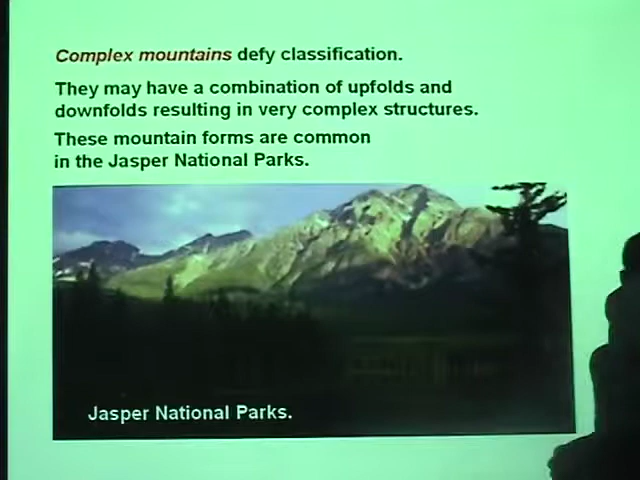 Complex mountains defy classification.
They may have a combination of upfolds and
downfolds resulting in very complex structures.
These mountain forms are common
in the Jasper National Parks.
Jasper National Parks.